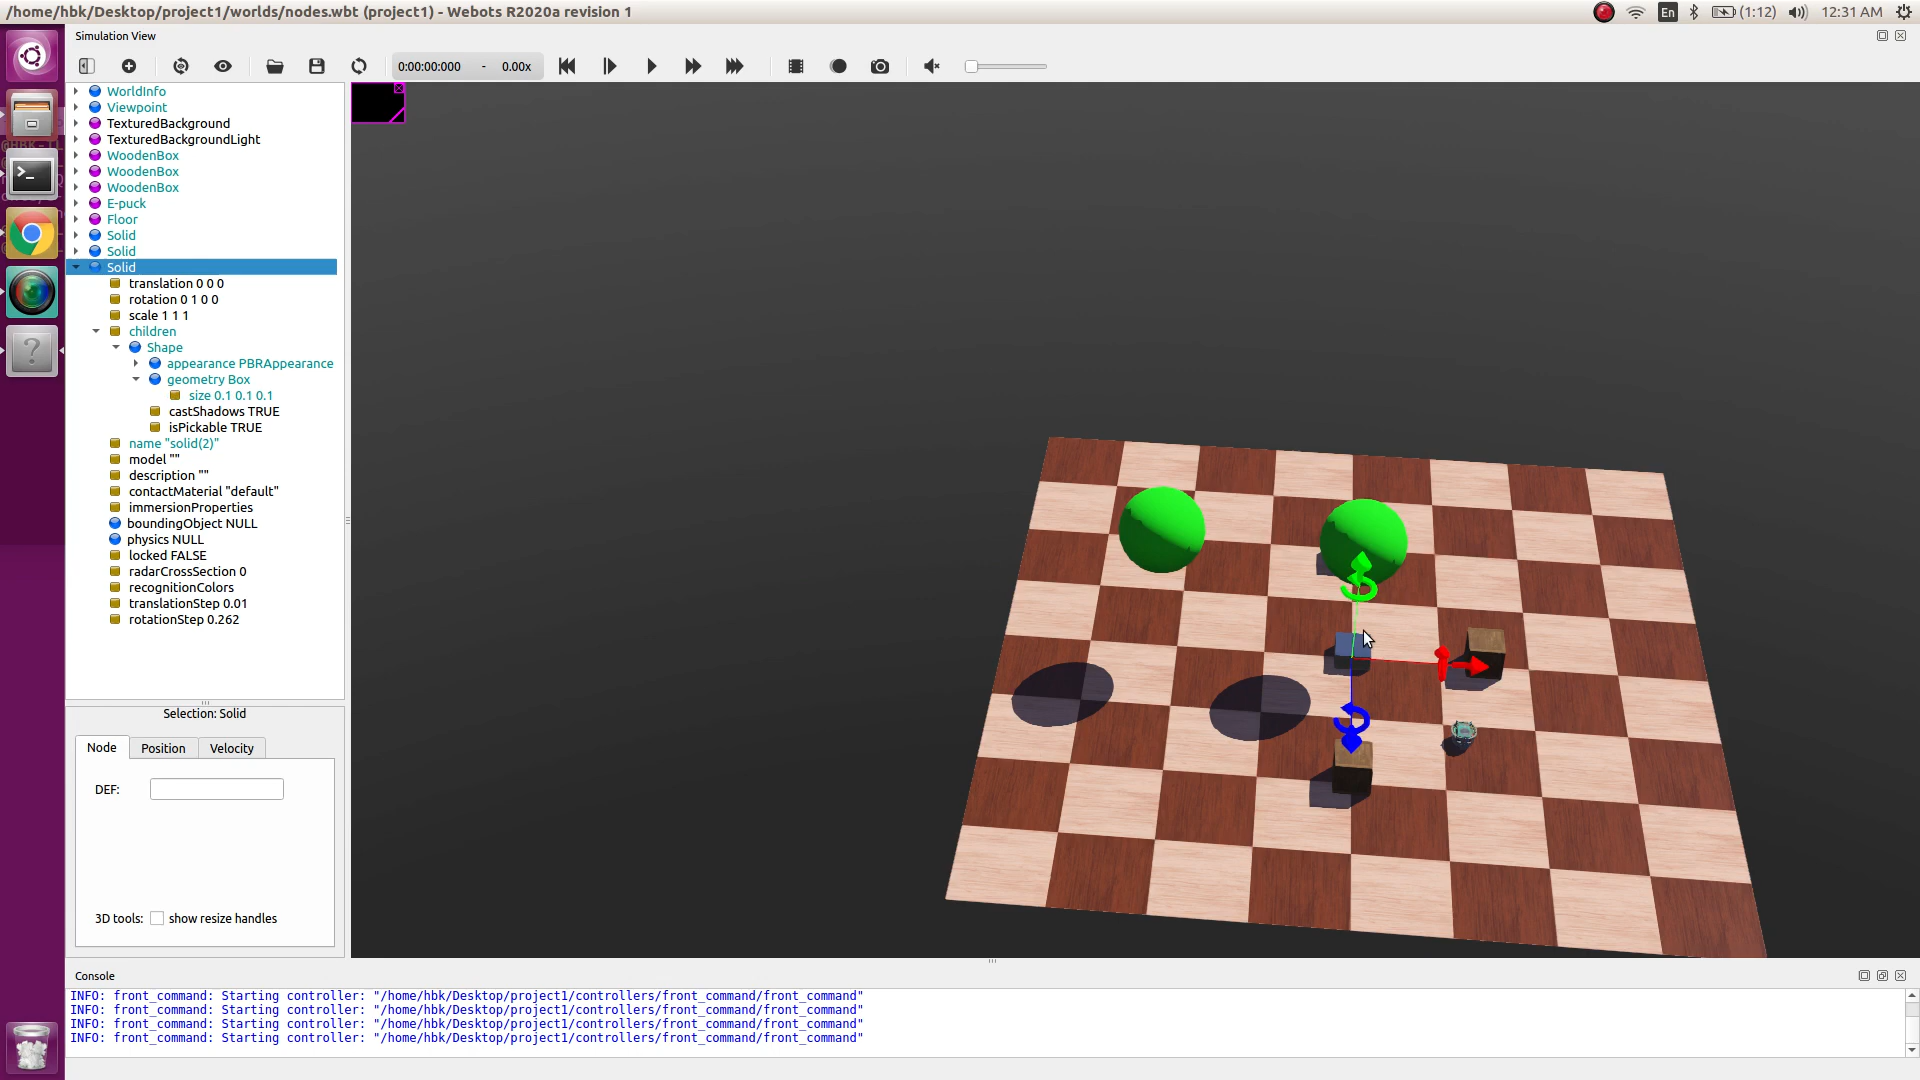 /home/hbk/Desktop/project1/worlds/nodes.wbt (project1) - Webots R2020a revision 1
En
(1:12)
12:31 AM
Simulation View
0:00:00:000 - 0.00x
WorldInfo
Viewpoint
TexturedBackground
TexturedBackgroundLight
WoodenBox
WoodenBox
WoodenBox
E-puck
Floor
Solid
Solid
Solid
translation 0 0 0
rotation 0 1 0 0
scale 1 1 1
children
Shape
appearance PBRAppearance
geometry Box
size 0.1 0.1 0.1
castShadows TRUE
isPickable TRUE
name "solid(2)"
model ""
description ""
contactMaterial "default"
immersionProperties
boundingObject NULL
physics NULL
locked FALSE
radarCrossSection 0
recognitionColors
translationStep 0.01
rotationStep 0.262
Selection: Solid
Node Position Velocity
DEF:
3D tools: show resize handles
Console
INFO: front_command: Starting controller: "/home/hbk/Desktop/project1/controllers/front_command/front_command"
INFO: front_command: Starting controller: "/home/hbk/Desktop/project1/controllers/front_command/front_command"
INFO: front_command: Starting controller: "/home/hbk/Desktop/project1/controllers/front_command/front_command"
INFO: front_command: Starting controller: "/home/hbk/Desktop/project1/controllers/front_command/front_command"